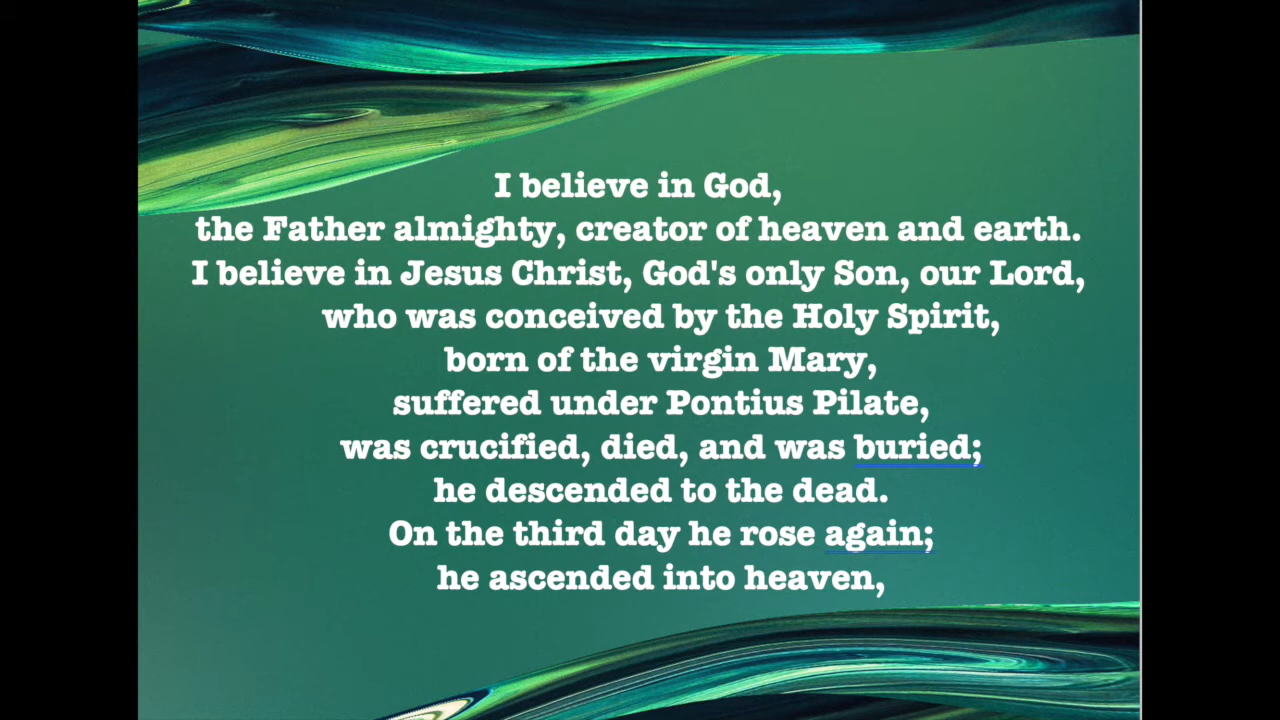 I believe in God,
the Father almighty, creator of heaven and earth.
I believe in Jesus Christ, God's only Son, our Lord,
who was conceived by the Holy Spirit,
born of the virgin Mary,
suffered under Pontius Pilate,
was crucified, died, and was buried;
he descended to the dead.
On the third day he rose again;
he ascended into heaven,